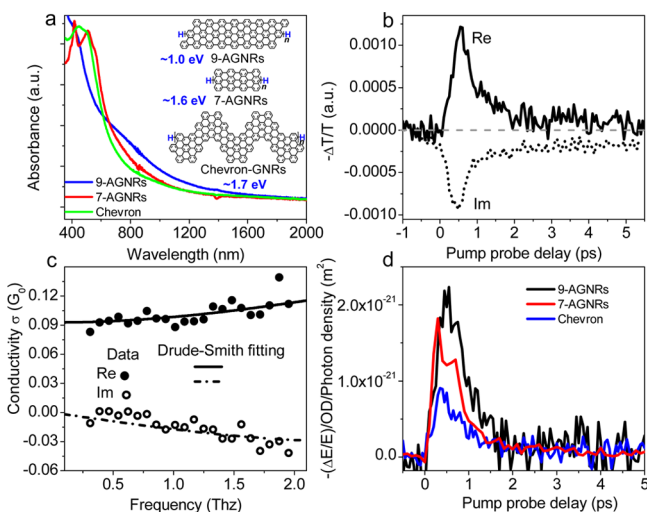 a
H
H
n
~1.0 eV 9-AGNRs
H
H
n
~1.6 eV 7-AGNRs
H
H
n
Chevron-GNRs
~1.7 eV
9-AGNRs
7-AGNRs
Chevron
Absorbance (a.u.)
400 800 1200 1600 2000
Wavelength (nm)
b
Re
Im
-ΔT/T (a.u.)
0.0010
0.0005
0.0000
-0.0005
-0.0010
-1 0 1 2 3 4 5
Pump probe delay (ps)
c
Conductivity σ (G₀)
0.12
0.09
0.06
0.00
-0.03
-0.06
Data Drude-Smith fitting
Re
Im
0.5 1.0 1.5 2.0
Frequency (Thz)
d
9-AGNRs
7-AGNRs
Chevron
-(ΔE/E)/OD/Photon density (m²)
2.0x10⁻²¹
1.0x10⁻²¹
0.0
0 1 2 3 4 5
Pump probe delay (ps)